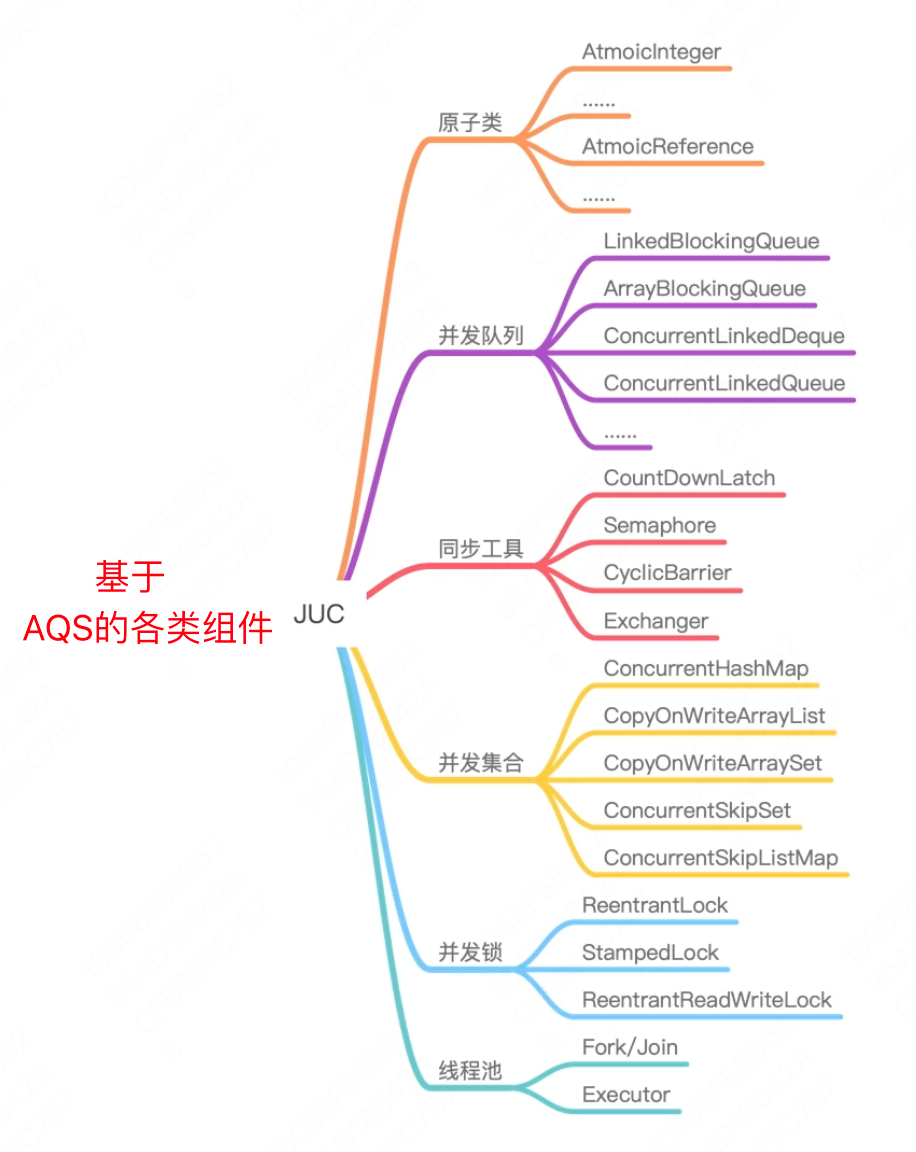 AtmoicInteger
......
原子类
AtmoicReference
......
LinkedBlockingQueue
ArrayBlockingQueue
并发队列
ConcurrentLinkedDeque
ConcurrentLinkedQueue
......
CountDownLatch
Semaphore
同步工具
CyclicBarrier
Exchanger
基于
AQS的各类组件
JUC
ConcurrentHashMap
CopyOnWriteArrayList
并发集合
CopyOnWriteArraySet
ConcurrentSkipSet
ConcurrentSkipListMap
ReentrantLock
并发锁
StampedLock
ReentrantReadWriteLock
Fork/Join
线程池
Executor